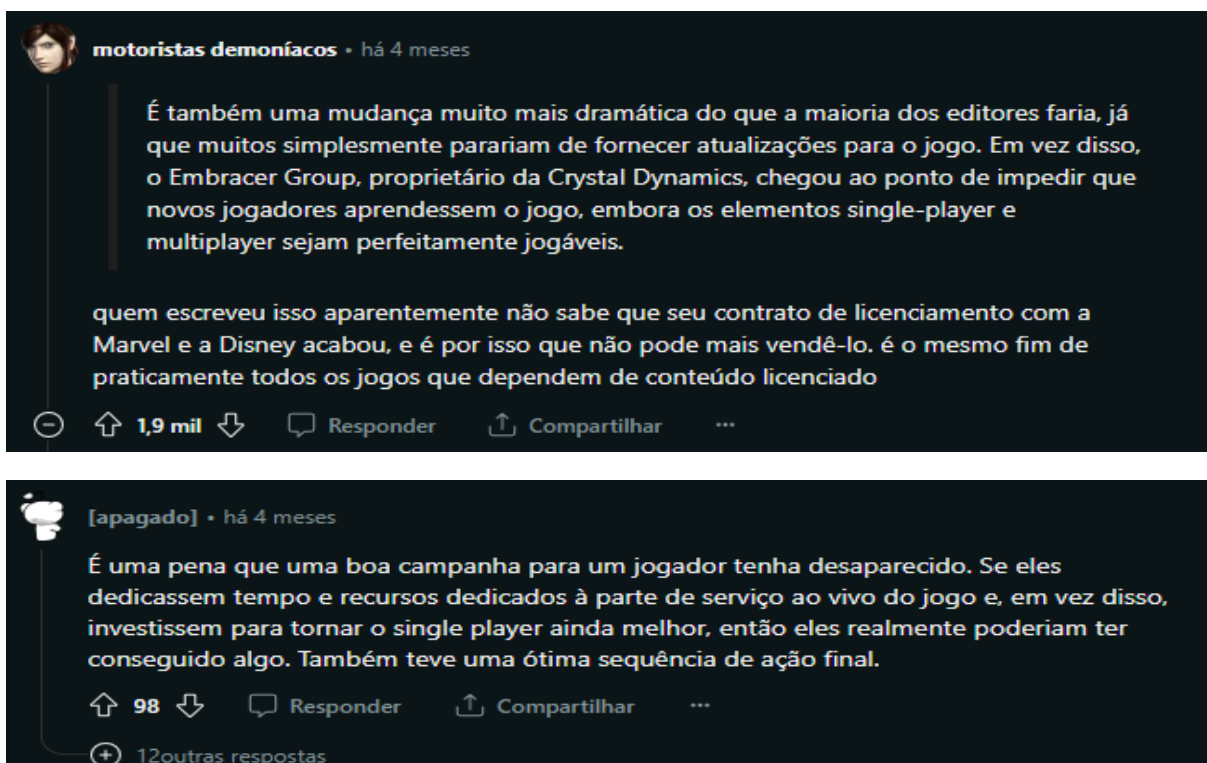 motoristas demoníacos • há 4 meses
É também uma mudança muito mais dramática do que a maioria dos editores faria, já
que muitos simplesmente parariam de fornecer atualizações para o jogo. Em vez disso,
o Embracer Group, proprietário da Crystal Dynamics, chegou ao ponto de impedir que
novos jogadores aprendessem o jogo, embora os elementos single-player e
multiplayer sejam perfeitamente jogáveis.
quem escreveu isso aparentemente não sabe que seu contrato de licenciamento com a
Marvel e a Disney acabou, e é por isso que não pode mais vendê-lo. é o mesmo fim de
praticamente todos os jogos que dependem de conteúdo licenciado
1,9 mil Responder Compartilhar ···
[apagado] • há 4 meses
É uma pena que uma boa campanha para um jogador tenha desaparecido. Se eles
dedicassem tempo e recursos dedicados à parte de serviço ao vivo do jogo e, em vez disso,
investissem para tornar o single player ainda melhor, então eles realmente poderiam ter
conseguido algo. Também teve uma ótima sequência de ação final.
98 Responder Compartilhar ···
12outras respostas